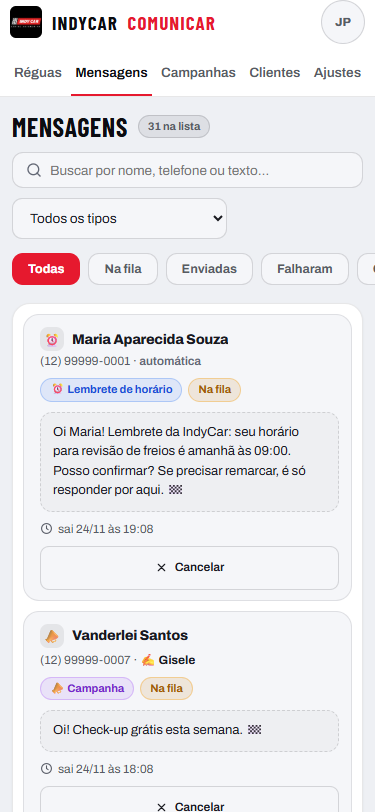 INDYCAR COMUNICAR
JP
Réguas Mensagens Campanhas Clientes Ajustes
MENSAGENS 31 na lista
Buscar por nome, telefone ou texto...
Todos os tipos
Todas Na fila Enviadas Falharam
Maria Aparecida Souza
(12) 99999-0001 · automática
Lembrete de horário Na fila
Oi Maria! Lembrete da IndyCar: seu horário
para revisão de freios é amanhã às 09:00.
Posso confirmar? Se precisar remarcar, é só
responder por aqui. 🏁
sai 24/11 às 19:08
Cancelar
Vanderlei Santos
(12) 99999-0007 · ✍️ Gisele
Campanha Na fila
Oi! Check-up grátis esta semana. 🏁
sai 24/11 às 18:08
Cancelar